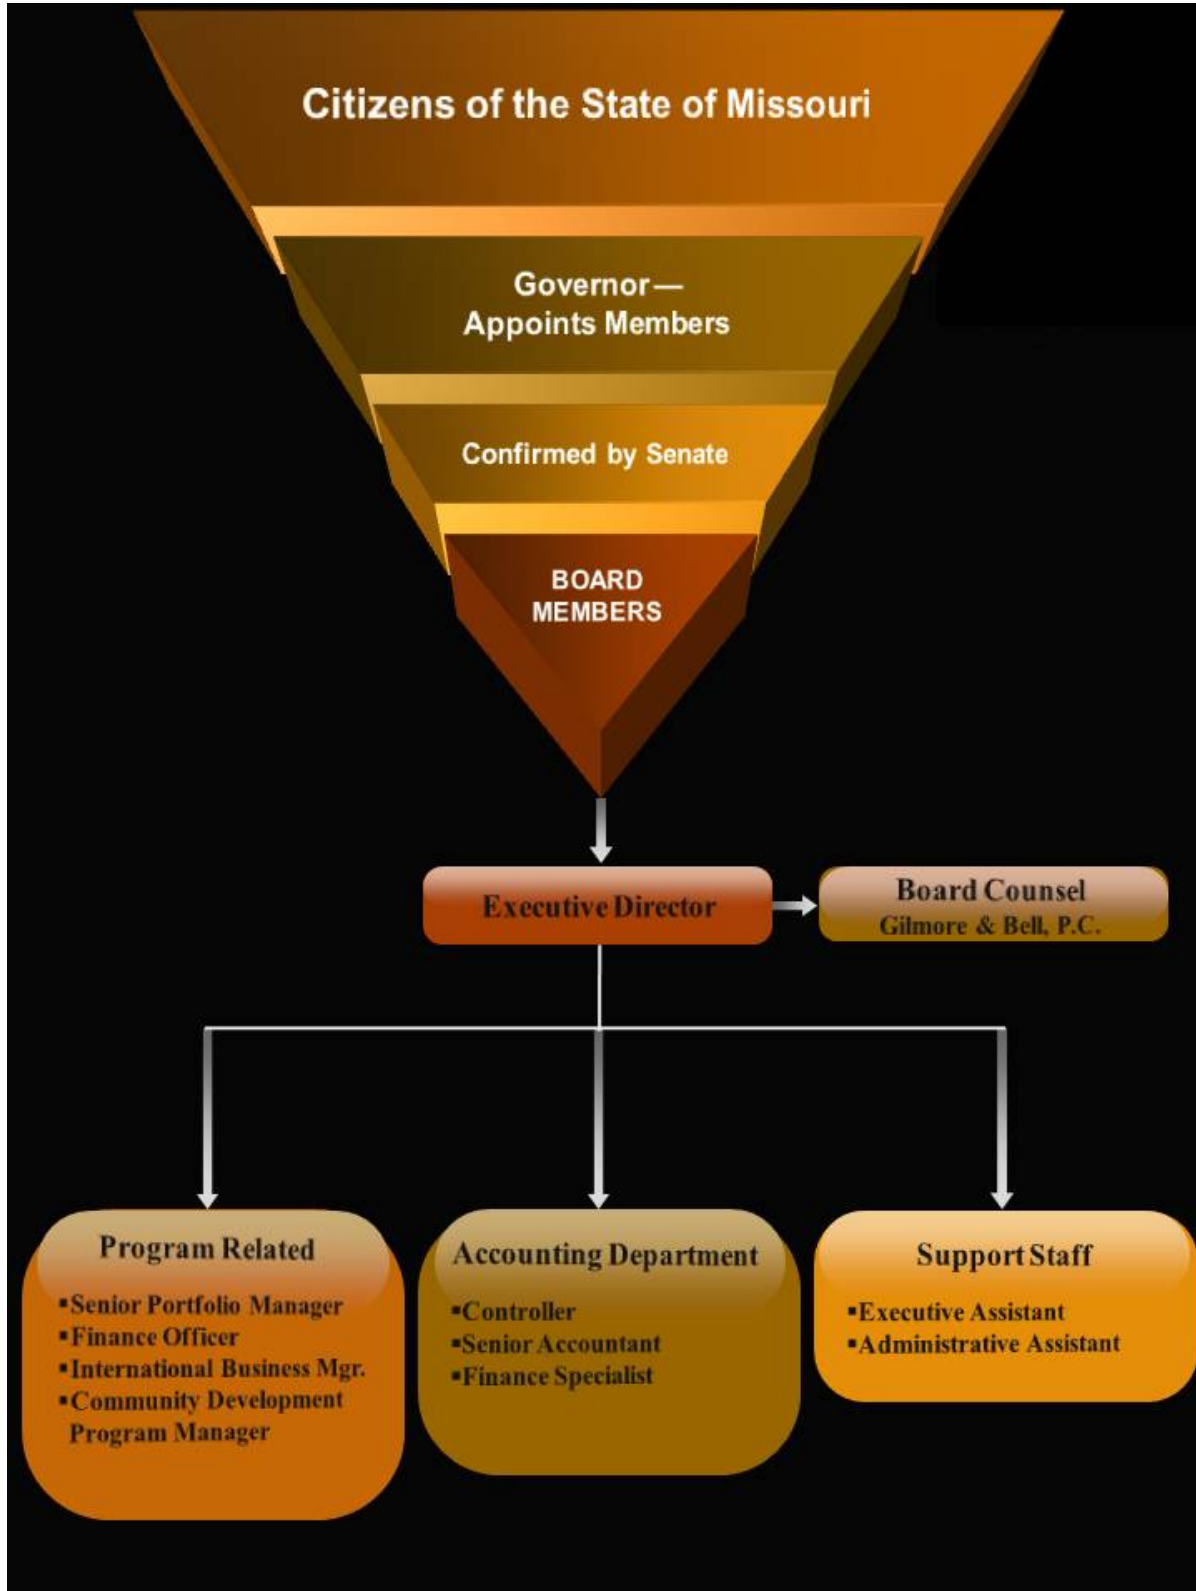 Citizens of the State of Missouri
Governor—
Appoints Members
Confirmed by Senate
BOARD
MEMBERS
Executive Director
Board Counsel
Gilmore & Bell, P.C.
Program Related
▪Senior Portfolio Manager
▪Finance Officer
▪International Business Mgr.
▪Community Development
Program Manager
Accounting Department
▪Controller
▪Senior Accountant
▪Finance Specialist
Support Staff
▪Executive Assistant
▪Administrative Assistant